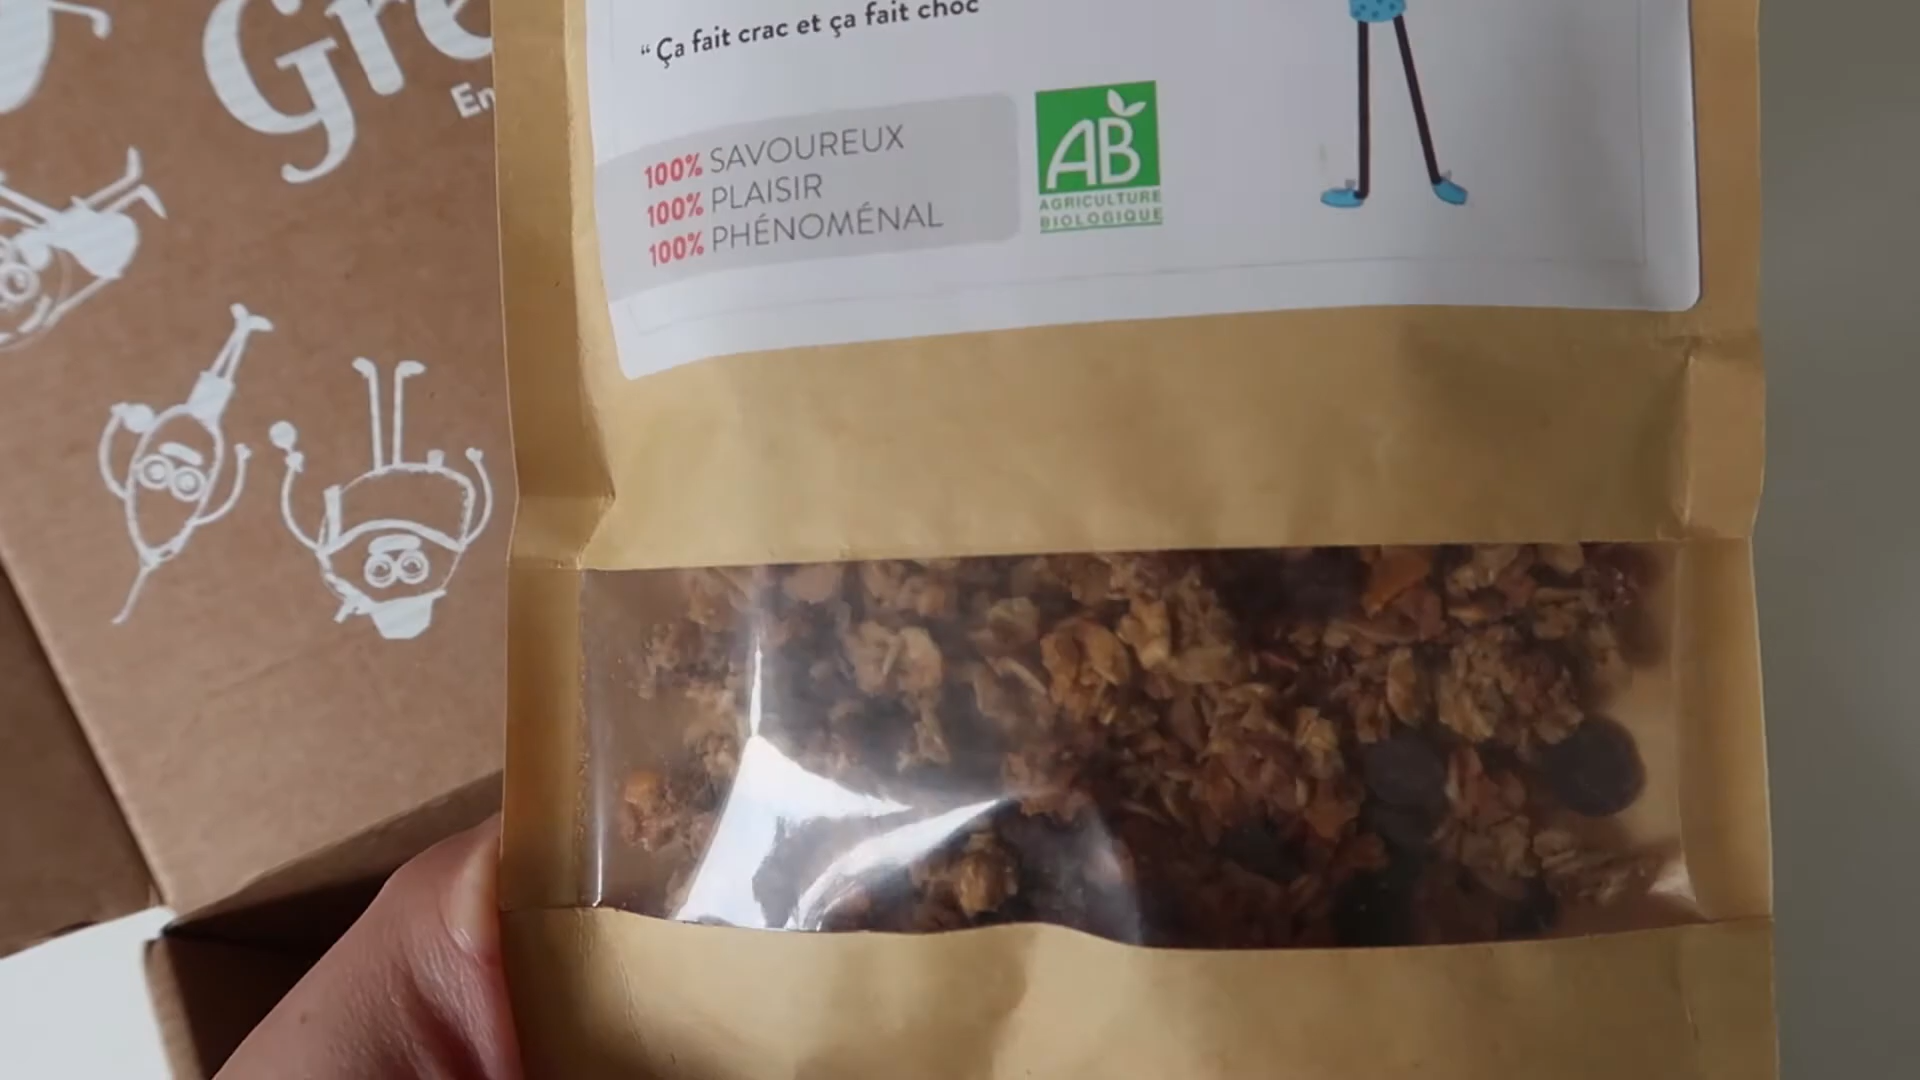 Gre
En
“ Ça fait crac et ça fait choc
100% SAVOUREUX
100% PLAISIR
100% PHÉNOMÉNAL
AB
AGRICULTURE
BIOLOGIQUE